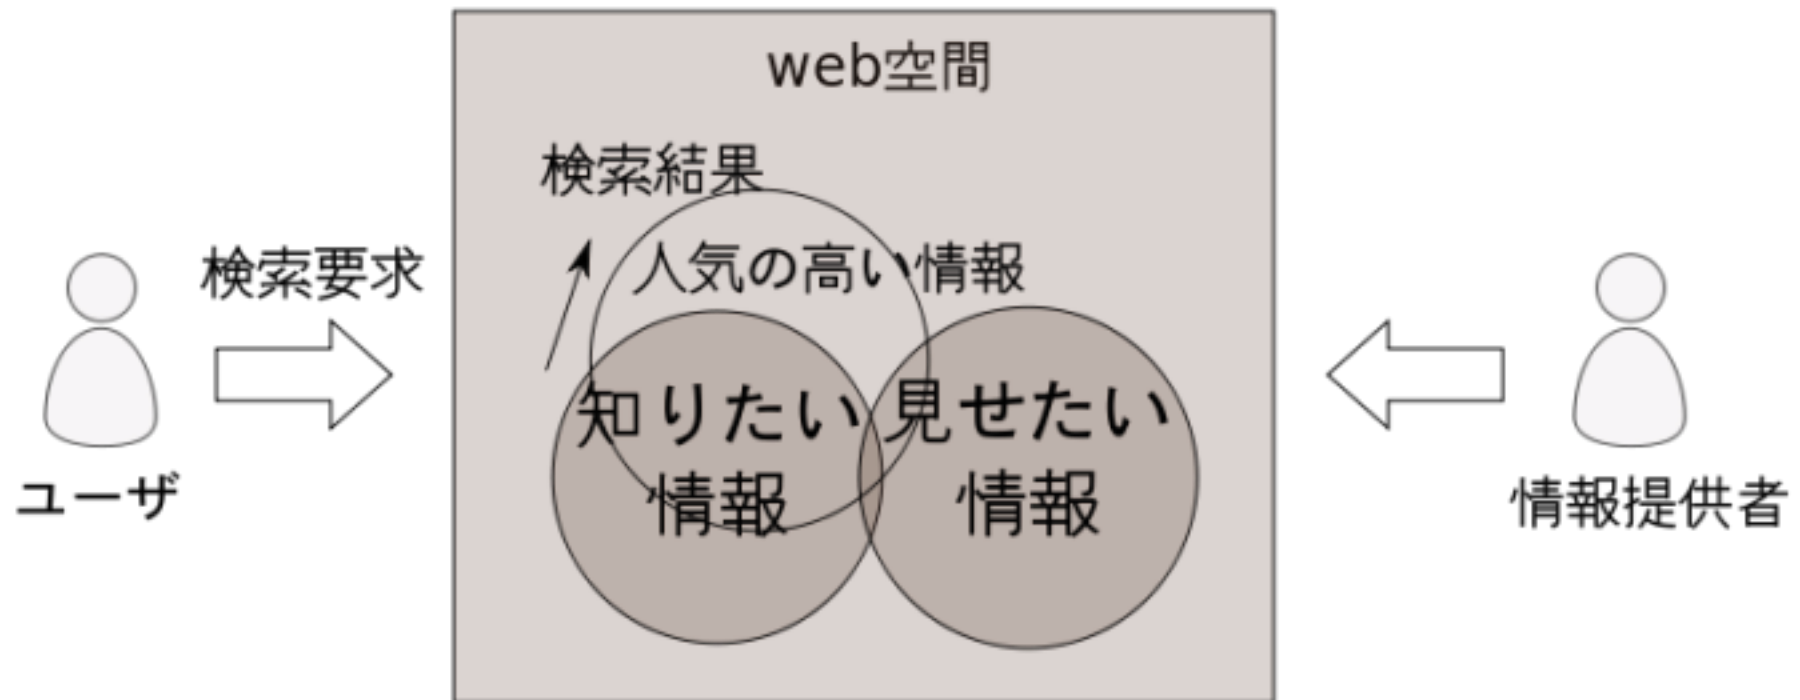 web空間
検索結果
人気の高い情報
検索要求
知りたい
情報
見せたい
情報
ユーザ
情報提供者